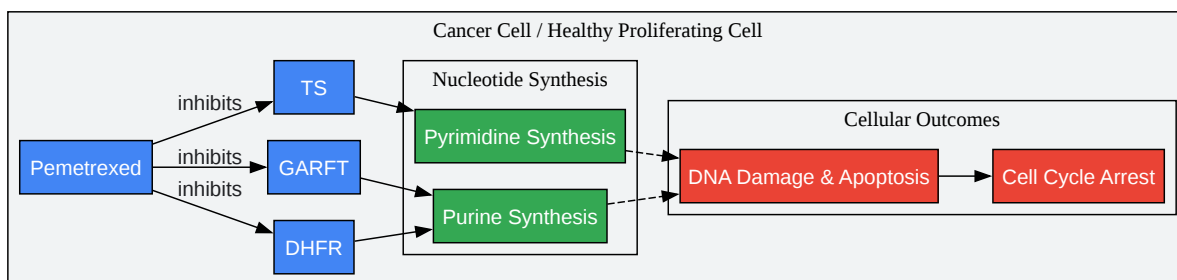 Cancer Cell / Healthy Proliferating Cell
Nucleotide Synthesis
Cellular Outcomes
Pemetrexed
inhibits
inhibits
inhibits
TS
GARFT
DHFR
Pyrimidine Synthesis
Purine Synthesis
DNA Damage & Apoptosis
Cell Cycle Arrest